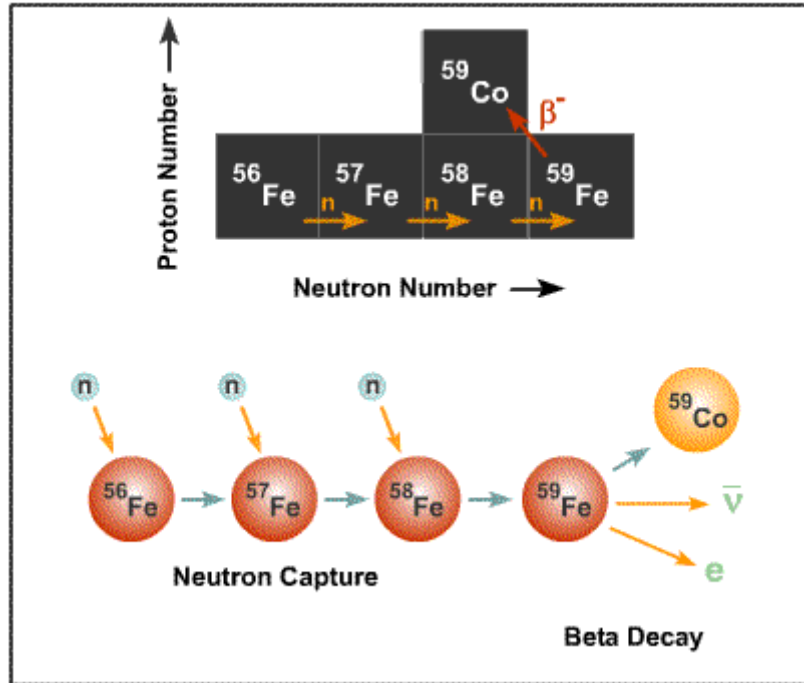 Proton Number
59Co
β-
56Fe 57Fe 58Fe 59Fe
n n n
Neutron Number
n n n
59Co
56Fe 57Fe 58Fe 59Fe
ν̅
e
Neutron Capture
Beta Decay